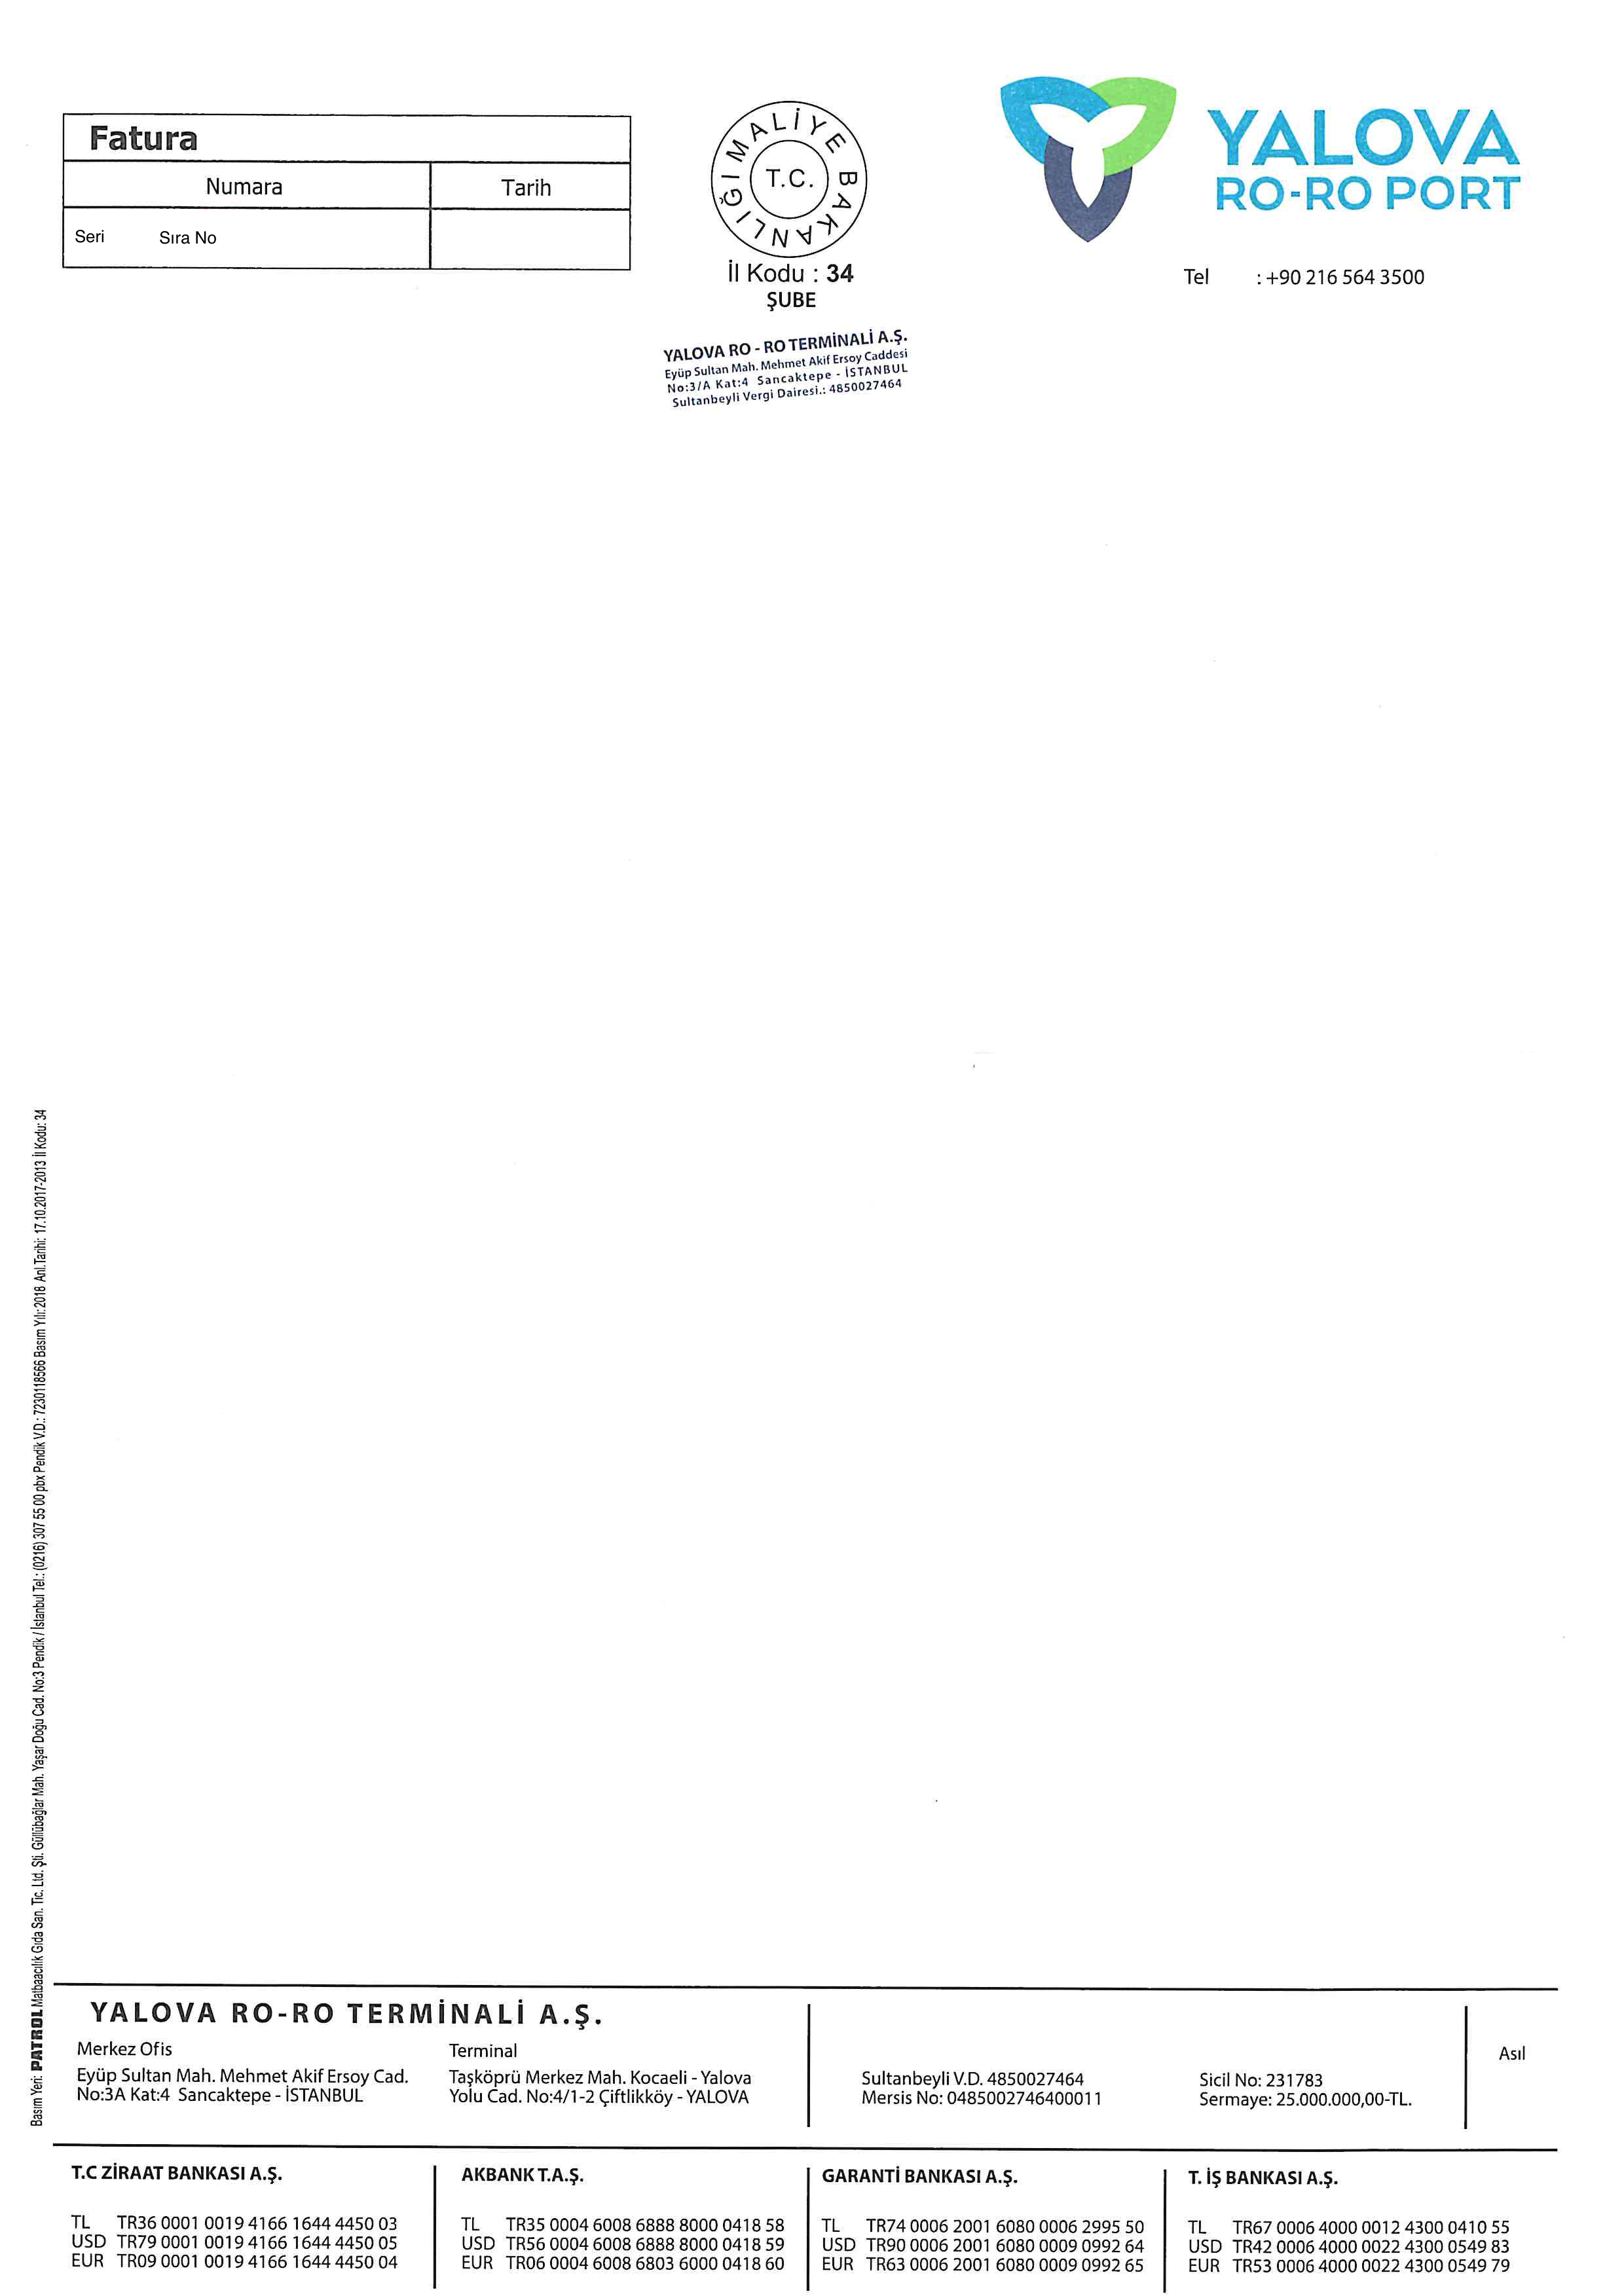 Fatura
Numara Tarih
Seri Sıra No
MALİYE BAKANLIĞI
T.C.
İl Kodu : 34
ŞUBE
YALOVA RO - RO TERMİNALİ A.Ş.
Eyüp Sultan Mah. Mehmet Akif Ersoy Caddesi
No:3/A Kat:4 Sancaktepe - İSTANBUL
Sultanbeyli Vergi Dairesi.: 4850027464
YALOVA
RO-RO PORT
Tel : +90 216 564 3500
Basım Yeri: PATROL Matbaacılık Gıda San. Tic. Ltd. Şti. Güllübağlar Mah. Yaşar Doğu Cad. No:3 Pendik / İstanbul Tel.: (0216) 307 55 00 pbx Pendik V.D.: 7230118566 Basım Yılı:2018 Anl.Tarihi: 17.10.2017-2013 İl Kodu: 34
YALOVA RO-RO TERMİNALİ A.Ş.
Merkez Ofis
Eyüp Sultan Mah. Mehmet Akif Ersoy Cad.
No:3A Kat:4 Sancaktepe - İSTANBUL
Terminal
Taşköprü Merkez Mah. Kocaeli - Yalova
Yolu Cad. No:4/1-2 Çiftlikköy - YALOVA
Sultanbeyli V.D. 4850027464
Mersis No: 0485002746400011
Sicil No: 231783
Sermaye: 25.000.000,00-TL.
Asıl
T.C ZİRAAT BANKASI A.Ş.
TL TR36 0001 0019 4166 1644 4450 03
USD TR79 0001 0019 4166 1644 4450 05
EUR TR09 0001 0019 4166 1644 4450 04
AKBANK T.A.Ş.
TL TR35 0004 6008 6888 8000 0418 58
USD TR56 0004 6008 6888 8000 0418 59
EUR TR06 0004 6008 6803 6000 0418 60
GARANTİ BANKASI A.Ş.
TL TR74 0006 2001 6080 0006 2995 50
USD TR90 0006 2001 6080 0009 0992 64
EUR TR63 0006 2001 6080 0009 0992 65
T. İŞ BANKASI A.Ş.
TL TR67 0006 4000 0012 4300 0410 55
USD TR42 0006 4000 0022 4300 0549 83
EUR TR53 0006 4000 0022 4300 0549 79